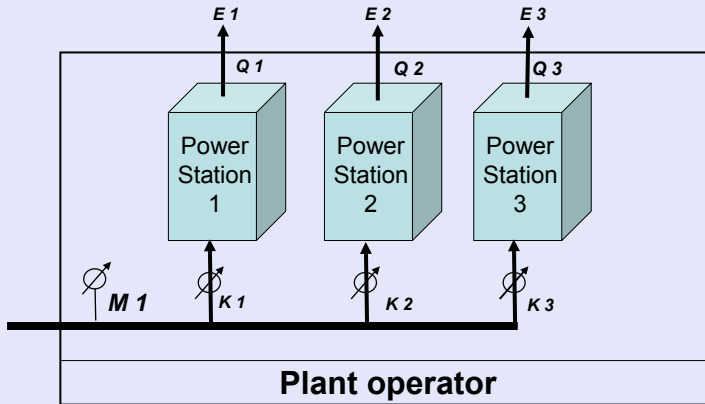 E 1
E 2
E 3
Q 1
Q 2
Q 3
Power
Station
1
Power
Station
2
Power
Station
3
M 1
K 1
K 2
K 3
Plant operator